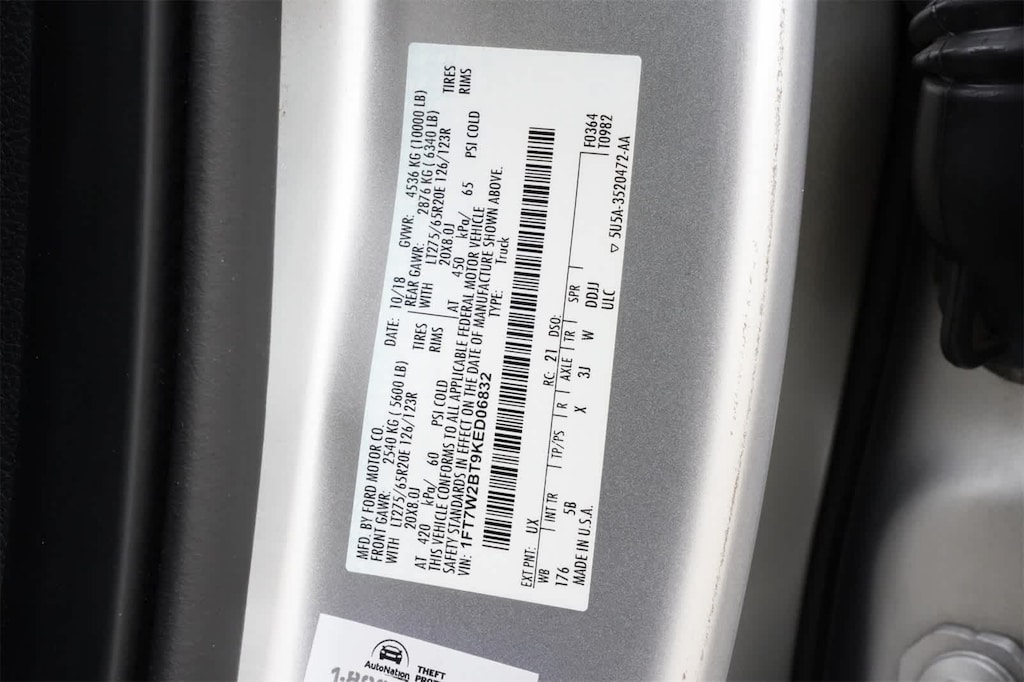 MFD. BY FORD MOTOR CO.
DATE: 10/18
GVWR: 4536 KG (10000 LB)
FRONT GAWR: 2540 KG ( 5600 LB)
REAR GAWR: 2876 KG ( 6340 LB)
WITH LT275/65R20E 126/123R TIRES
WITH LT275/65R20E 126/123R TIRES
20X8.0J RIMS
20X8.0J RIMS
AT 420 kPa/ 60 PSI COLD
AT 450 kPa/ 65 PSI COLD
THIS VEHICLE CONFORMS TO ALL APPLICABLE FEDERAL MOTOR VEHICLE
SAFETY STANDARDS IN EFFECT ON THE DATE OF MANUFACTURE SHOWN ABOVE.
VIN: 1FT7W2BT9KED06832
TYPE: Truck
EXT PNT: UX
RC: 21 DSO:
F0364
WB INT TR TP/PS R AXLE TR SPR
T0982
176 5B X 3J W DDJJ
ULC
MADE IN U.S.A.
▽ 5U5A-3520472-AA
AutoNation
THEFT